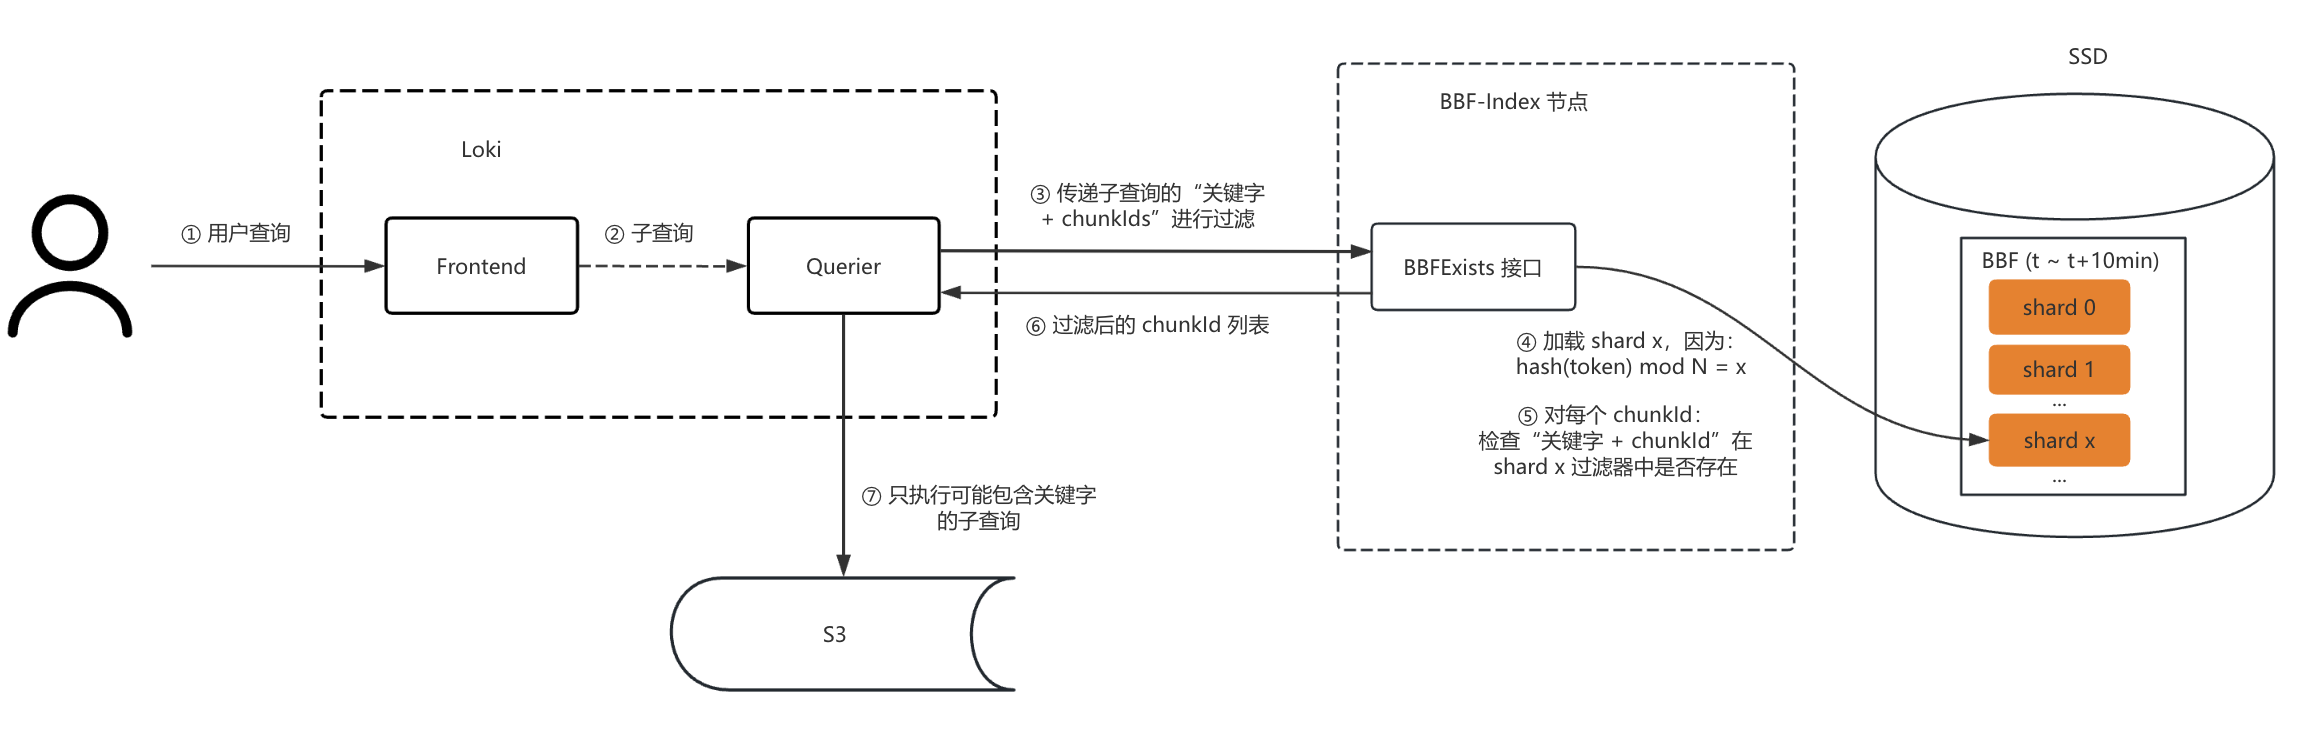 SSD
BBF-Index 节点
Loki
③ 传递子查询的“关键字
+ chunkIds”进行过滤
① 用户查询
② 子查询
Frontend
Querier
BBFExists 接口
BBF (t ~ t+10min)
shard 0
⑥ 过滤后的 chunkId 列表
④ 加载 shard x，因为：
hash(token) mod N = x
shard 1
...
⑤ 对每个 chunkId：
检查“关键字 + chunkId”在
shard x 过滤器中是否存在
shard x
...
⑦ 只执行可能包含关键字
的子查询
S3